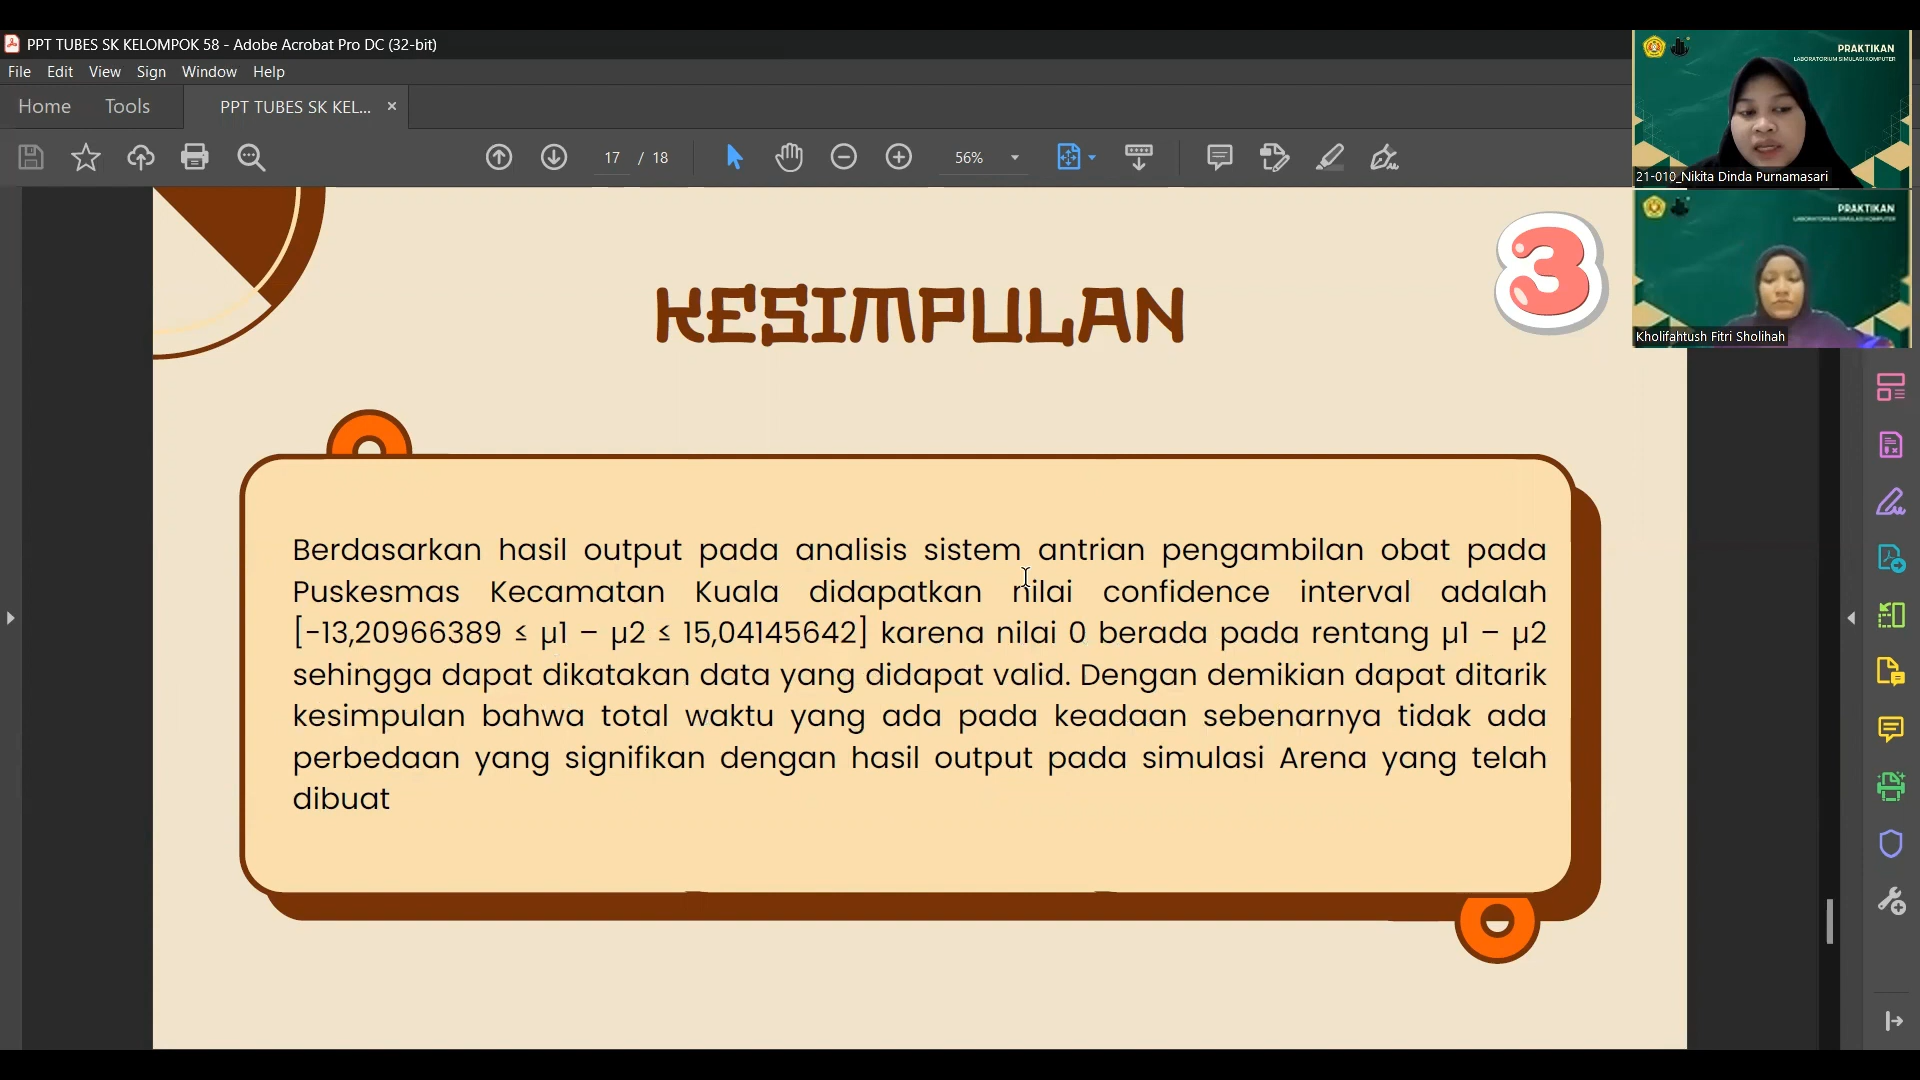 PPT TUBES SK KELOMPOK 58 - Adobe Acrobat Pro DC (32-bit)
File Edit View Sign Window Help
Home Tools PPT TUBES SK KEL... ×
17 / 18 56%
PRAKTIKAN
LABORATORIUM SIMULASI KOMPUTER
21-010_Nikita Dinda Purnamasari
PRAKTIKAN
LABORATORIUM SIMULASI KOMPUTER
Kholifahtush Fitri Sholihah
3
KESIMPULAN
Berdasarkan hasil output pada analisis sistem antrian pengambilan obat pada
Puskesmas Kecamatan Kuala didapatkan nilai confidence interval adalah
[-13,20966389 ≤ µ1 – µ2 ≤ 15,04145642] karena nilai 0 berada pada rentang µ1 – µ2
sehingga dapat dikatakan data yang didapat valid. Dengan demikian dapat ditarik
kesimpulan bahwa total waktu yang ada pada keadaan sebenarnya tidak ada
perbedaan yang signifikan dengan hasil output pada simulasi Arena yang telah
dibuat